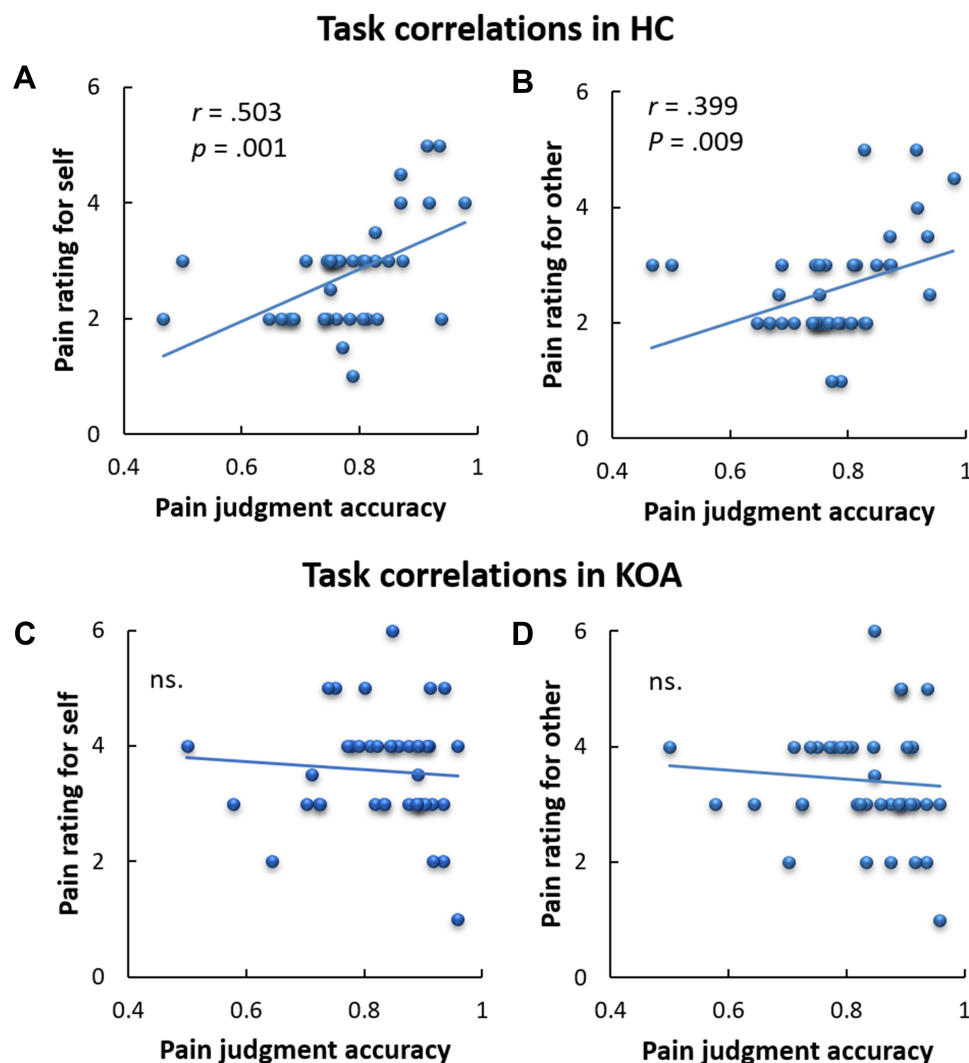 Task correlations in HC
A
r = .503
p = .001
Pain rating for self
6
4
2
0
0.4 0.6 0.8 1
Pain judgment accuracy
B
r = .399
P = .009
Pain rating for other
6
4
2
0
0.4 0.6 0.8 1
Pain judgment accuracy
Task correlations in KOA
C
ns.
Pain rating for self
6
4
2
0
0.4 0.6 0.8 1
Pain judgment accuracy
D
ns.
Pain rating for other
6
4
2
0
0.4 0.6 0.8 1
Pain judgment accuracy